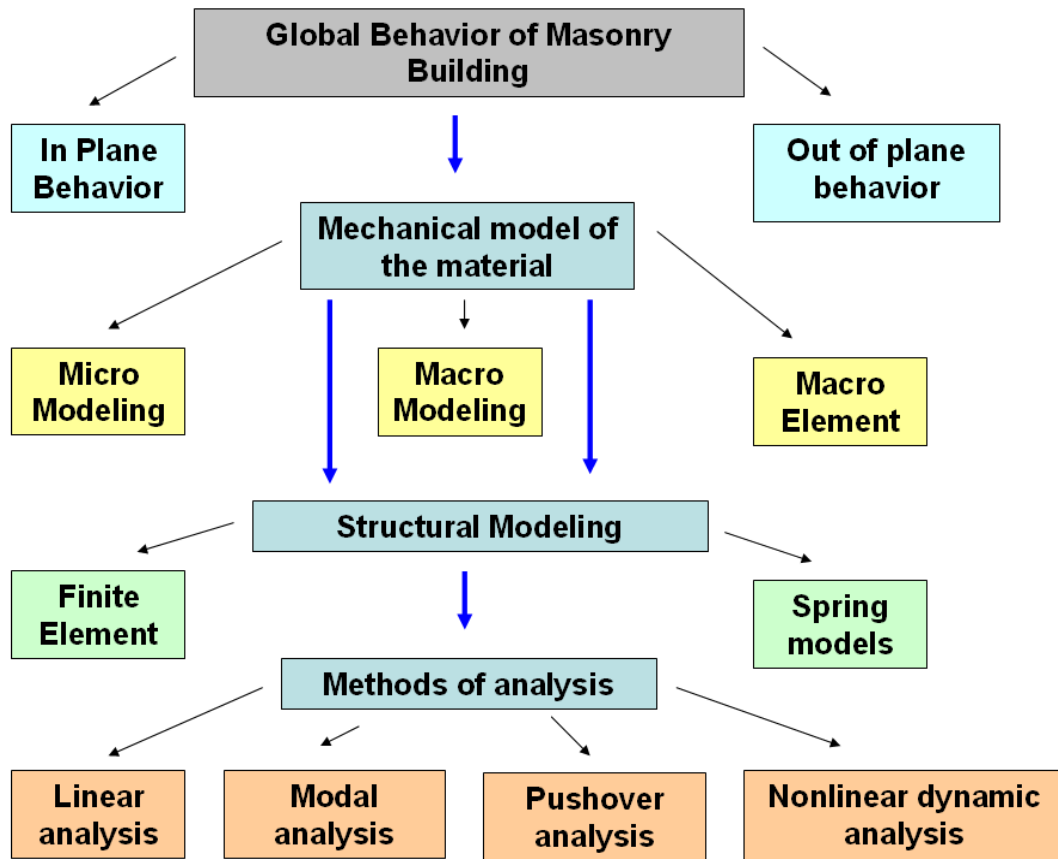 Global Behavior of Masonry
Building
In Plane
Behavior
Out of plane
behavior
Mechanical model of
the material
Micro
Modeling
Macro
Modeling
Macro
Element
Structural Modeling
Finite
Element
Spring
models
Methods of analysis
Linear
analysis
Modal
analysis
Pushover
analysis
Nonlinear dynamic
analysis